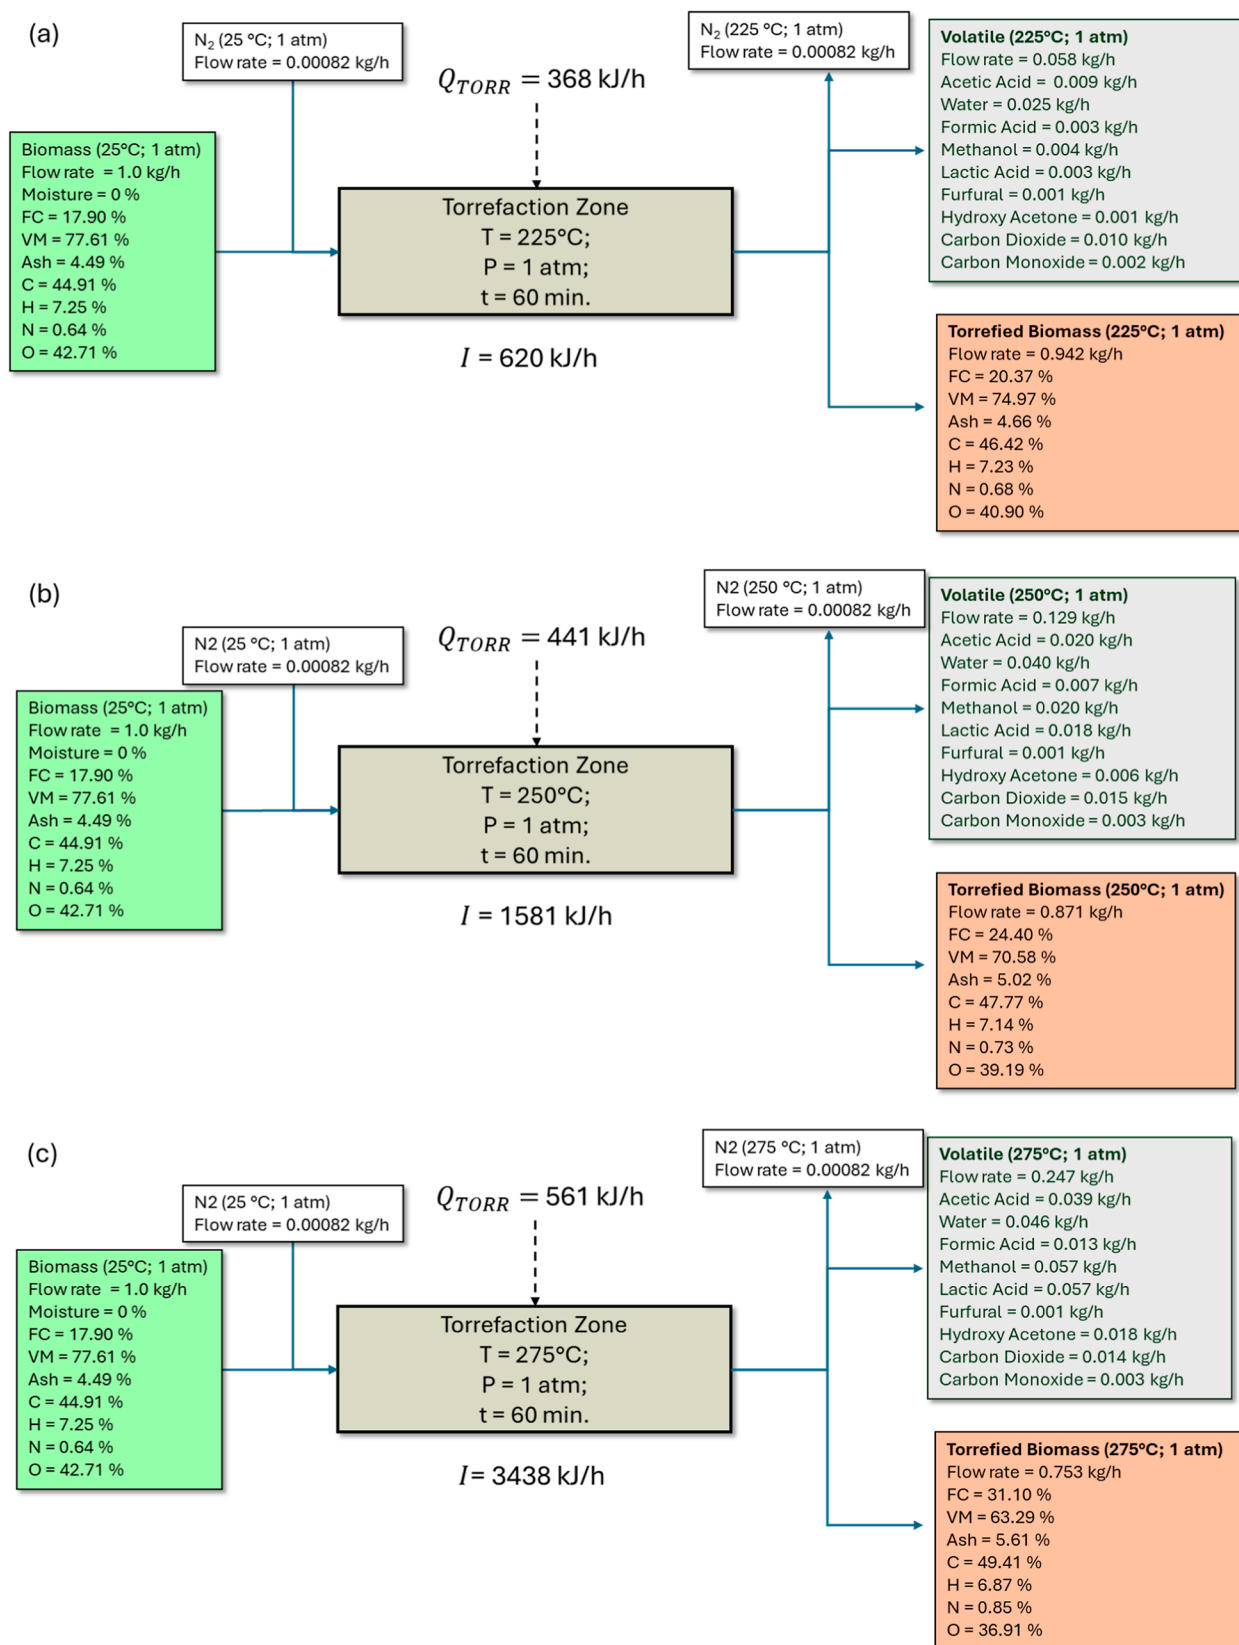 (a)
N₂ (25 °C; 1 atm)
Flow rate = 0.00082 kg/h
Q_TORR = 368 kJ/h
N₂ (225 °C; 1 atm)
Flow rate = 0.00082 kg/h
Volatile (225°C; 1 atm)
Flow rate = 0.058 kg/h
Acetic Acid = 0.009 kg/h
Water = 0.025 kg/h
Formic Acid = 0.003 kg/h
Methanol = 0.004 kg/h
Lactic Acid = 0.003 kg/h
Furfural = 0.001 kg/h
Hydroxy Acetone = 0.001 kg/h
Carbon Dioxide = 0.010 kg/h
Carbon Monoxide = 0.002 kg/h
Biomass (25°C; 1 atm)
Flow rate = 1.0 kg/h
Moisture = 0 %
FC = 17.90 %
VM = 77.61 %
Ash = 4.49 %
C = 44.91 %
H = 7.25 %
N = 0.64 %
O = 42.71 %
Torrefaction Zone
T = 225°C;
P = 1 atm;
t = 60 min.
I = 620 kJ/h
Torrefied Biomass (225°C; 1 atm)
Flow rate = 0.942 kg/h
FC = 20.37 %
VM = 74.97 %
Ash = 4.66 %
C = 46.42 %
H = 7.23 %
N = 0.68 %
O = 40.90 %
(b)
N2 (25 °C; 1 atm)
Flow rate = 0.00082 kg/h
Q_TORR = 441 kJ/h
N2 (250 °C; 1 atm)
Flow rate = 0.00082 kg/h
Volatile (250°C; 1 atm)
Flow rate = 0.129 kg/h
Acetic Acid = 0.020 kg/h
Water = 0.040 kg/h
Formic Acid = 0.007 kg/h
Methanol = 0.020 kg/h
Lactic Acid = 0.018 kg/h
Furfural = 0.001 kg/h
Hydroxy Acetone = 0.006 kg/h
Carbon Dioxide = 0.015 kg/h
Carbon Monoxide = 0.003 kg/h
Biomass (25°C; 1 atm)
Flow rate = 1.0 kg/h
Moisture = 0 %
FC = 17.90 %
VM = 77.61 %
Ash = 4.49 %
C = 44.91 %
H = 7.25 %
N = 0.64 %
O = 42.71 %
Torrefaction Zone
T = 250°C;
P = 1 atm;
t = 60 min.
I = 1581 kJ/h
Torrefied Biomass (250°C; 1 atm)
Flow rate = 0.871 kg/h
FC = 24.40 %
VM = 70.58 %
Ash = 5.02 %
C = 47.77 %
H = 7.14 %
N = 0.73 %
O = 39.19 %
(c)
N2 (25 °C; 1 atm)
Flow rate = 0.00082 kg/h
Q_TORR = 561 kJ/h
N2 (275 °C; 1 atm)
Flow rate = 0.00082 kg/h
Volatile (275°C; 1 atm)
Flow rate = 0.247 kg/h
Acetic Acid = 0.039 kg/h
Water = 0.046 kg/h
Formic Acid = 0.013 kg/h
Methanol = 0.057 kg/h
Lactic Acid = 0.057 kg/h
Furfural = 0.001 kg/h
Hydroxy Acetone = 0.018 kg/h
Carbon Dioxide = 0.014 kg/h
Carbon Monoxide = 0.003 kg/h
Biomass (25°C; 1 atm)
Flow rate = 1.0 kg/h
Moisture = 0 %
FC = 17.90 %
VM = 77.61 %
Ash = 4.49 %
C = 44.91 %
H = 7.25 %
N = 0.64 %
O = 42.71 %
Torrefaction Zone
T = 275°C;
P = 1 atm;
t = 60 min.
I= 3438 kJ/h
Torrefied Biomass (275°C; 1 atm)
Flow rate = 0.753 kg/h
FC = 31.10 %
VM = 63.29 %
Ash = 5.61 %
C = 49.41 %
H = 6.87 %
N = 0.85 %
O = 36.91 %